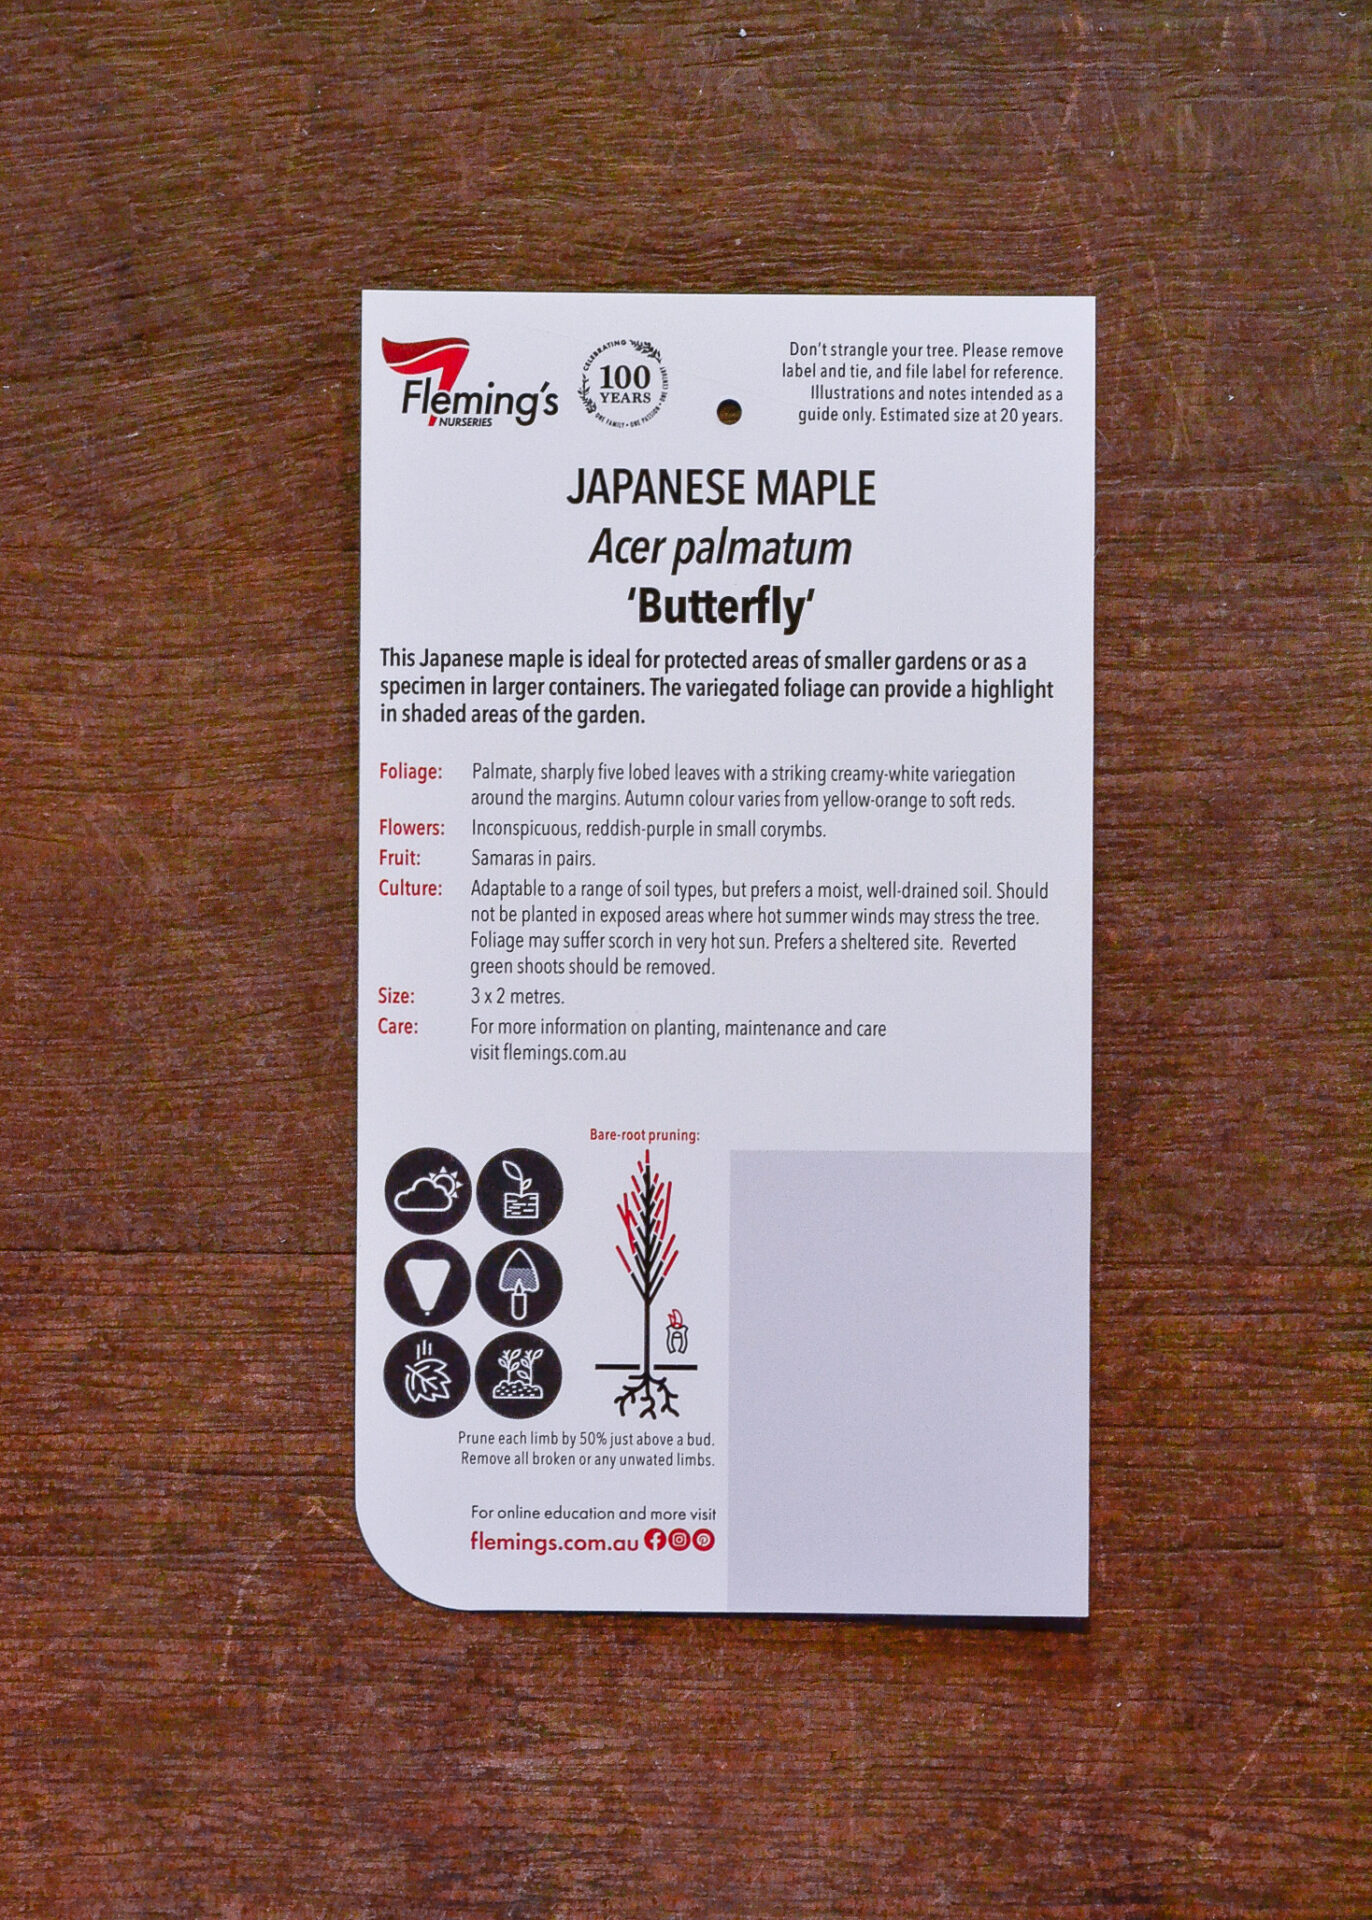 Fleming's
NURSERIES
CELEBRATING
100
YEARS
ONE FAMILY • ONE PASSION • ONE CENTURY
Don't strangle your tree. Please remove
label and tie, and file label for reference.
Illustrations and notes intended as a
guide only. Estimated size at 20 years.
JAPANESE MAPLE
Acer palmatum
'Butterfly'
This Japanese maple is ideal for protected areas of smaller gardens or as a
specimen in larger containers. The variegated foliage can provide a highlight
in shaded areas of the garden.
Foliage: Palmate, sharply five lobed leaves with a striking creamy-white variegation
around the margins. Autumn colour varies from yellow-orange to soft reds.
Flowers: Inconspicuous, reddish-purple in small corymbs.
Fruit: Samaras in pairs.
Culture: Adaptable to a range of soil types, but prefers a moist, well-drained soil. Should
not be planted in exposed areas where hot summer winds may stress the tree.
Foliage may suffer scorch in very hot sun. Prefers a sheltered site. Reverted
green shoots should be removed.
Size: 3 x 2 metres.
Care: For more information on planting, maintenance and care
visit flemings.com.au
Bare-root pruning:
Prune each limb by 50% just above a bud.
Remove all broken or any unwated limbs.
For online education and more visit
flemings.com.au